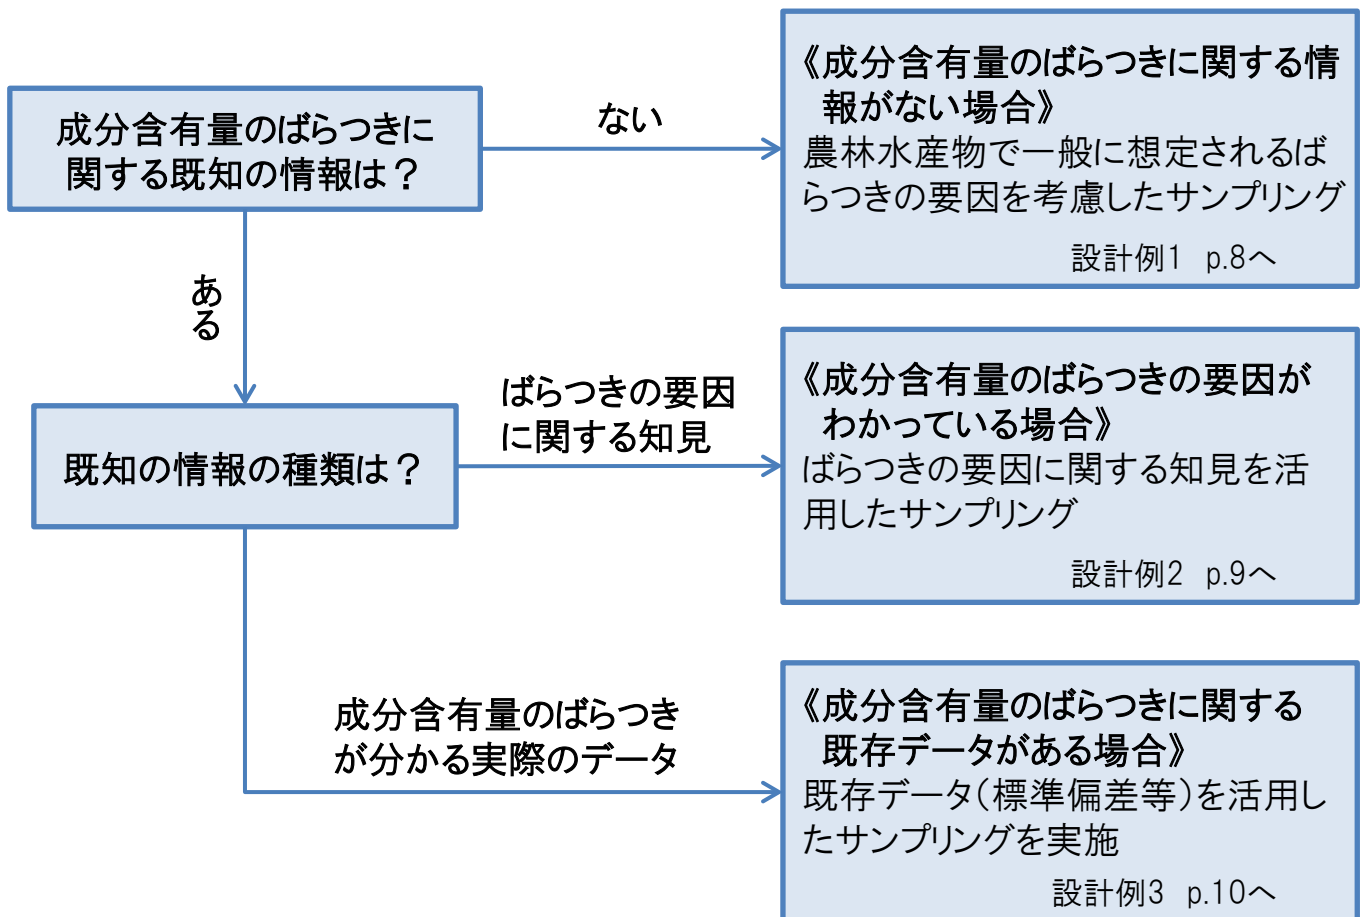 成分含有量のばらつきに
関する既知の情報は？
ない
《成分含有量のばらつきに関する情
報がない場合》
農林水産物で一般に想定されるば
らつきの要因を考慮したサンプリング
設計例1 p.8へ
ある
既知の情報の種類は？
ばらつきの要因
に関する知見
《成分含有量のばらつきの要因が
わかっている場合》
ばらつきの要因に関する知見を活
用したサンプリング
設計例2 p.9へ
成分含有量のばらつき
が分かる実際のデータ
《成分含有量のばらつきに関する
既存データがある場合》
既存データ(標準偏差等)を活用し
たサンプリングを実施
設計例3 p.10へ